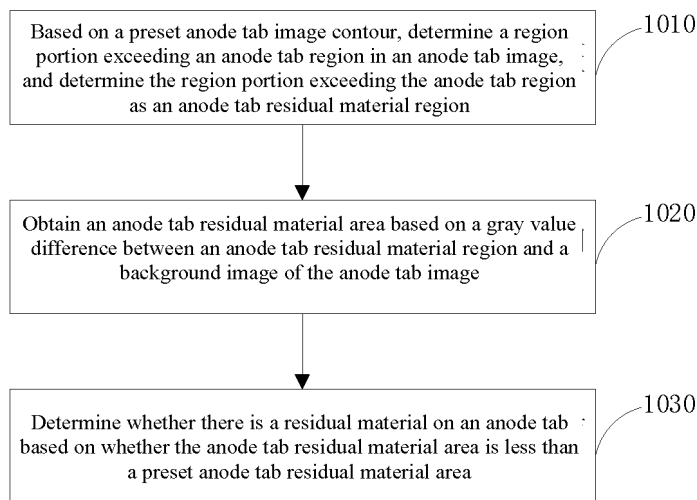 Based on a preset anode tab image contour, determine a region
portion exceeding an anode tab region in an anode tab image,
and determine the region portion exceeding the anode tab region
as an anode tab residual material region
1010
Obtain an anode tab residual material area based on a gray value
difference between an anode tab residual material region and a
background image of the anode tab image
1020
Determine whether there is a residual material on an anode tab
based on whether the anode tab residual material area is less than
a preset anode tab residual material area
1030